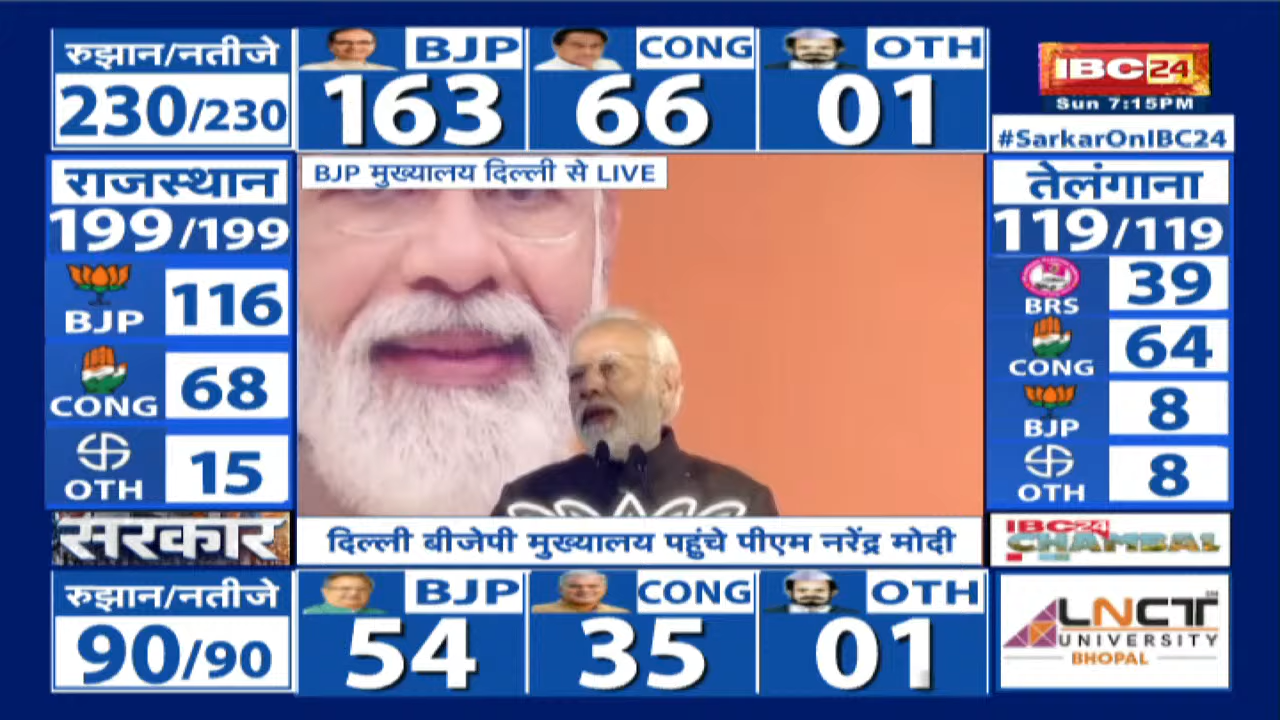 रुझान/नतीजे
230/230
BJP
163
CONG
66
OTH
01
IBC24
Sun 7:15PM
#SarkarOnIBC24
राजस्थान
199/199
BJP
116
CONG
68
OTH
15
BJP मुख्यालय दिल्ली से LIVE
तेलंगाना
119/119
BRS
39
CONG
64
BJP
8
OTH
8
सरकार
दिल्ली बीजेपी मुख्यालय पहुंचे पीएम नरेंद्र मोदी
IBC24
CHAMBAL
रुझान/नतीजे
90/90
BJP
54
CONG
35
OTH
01
LNCT
UNIVERSITY
BHOPAL